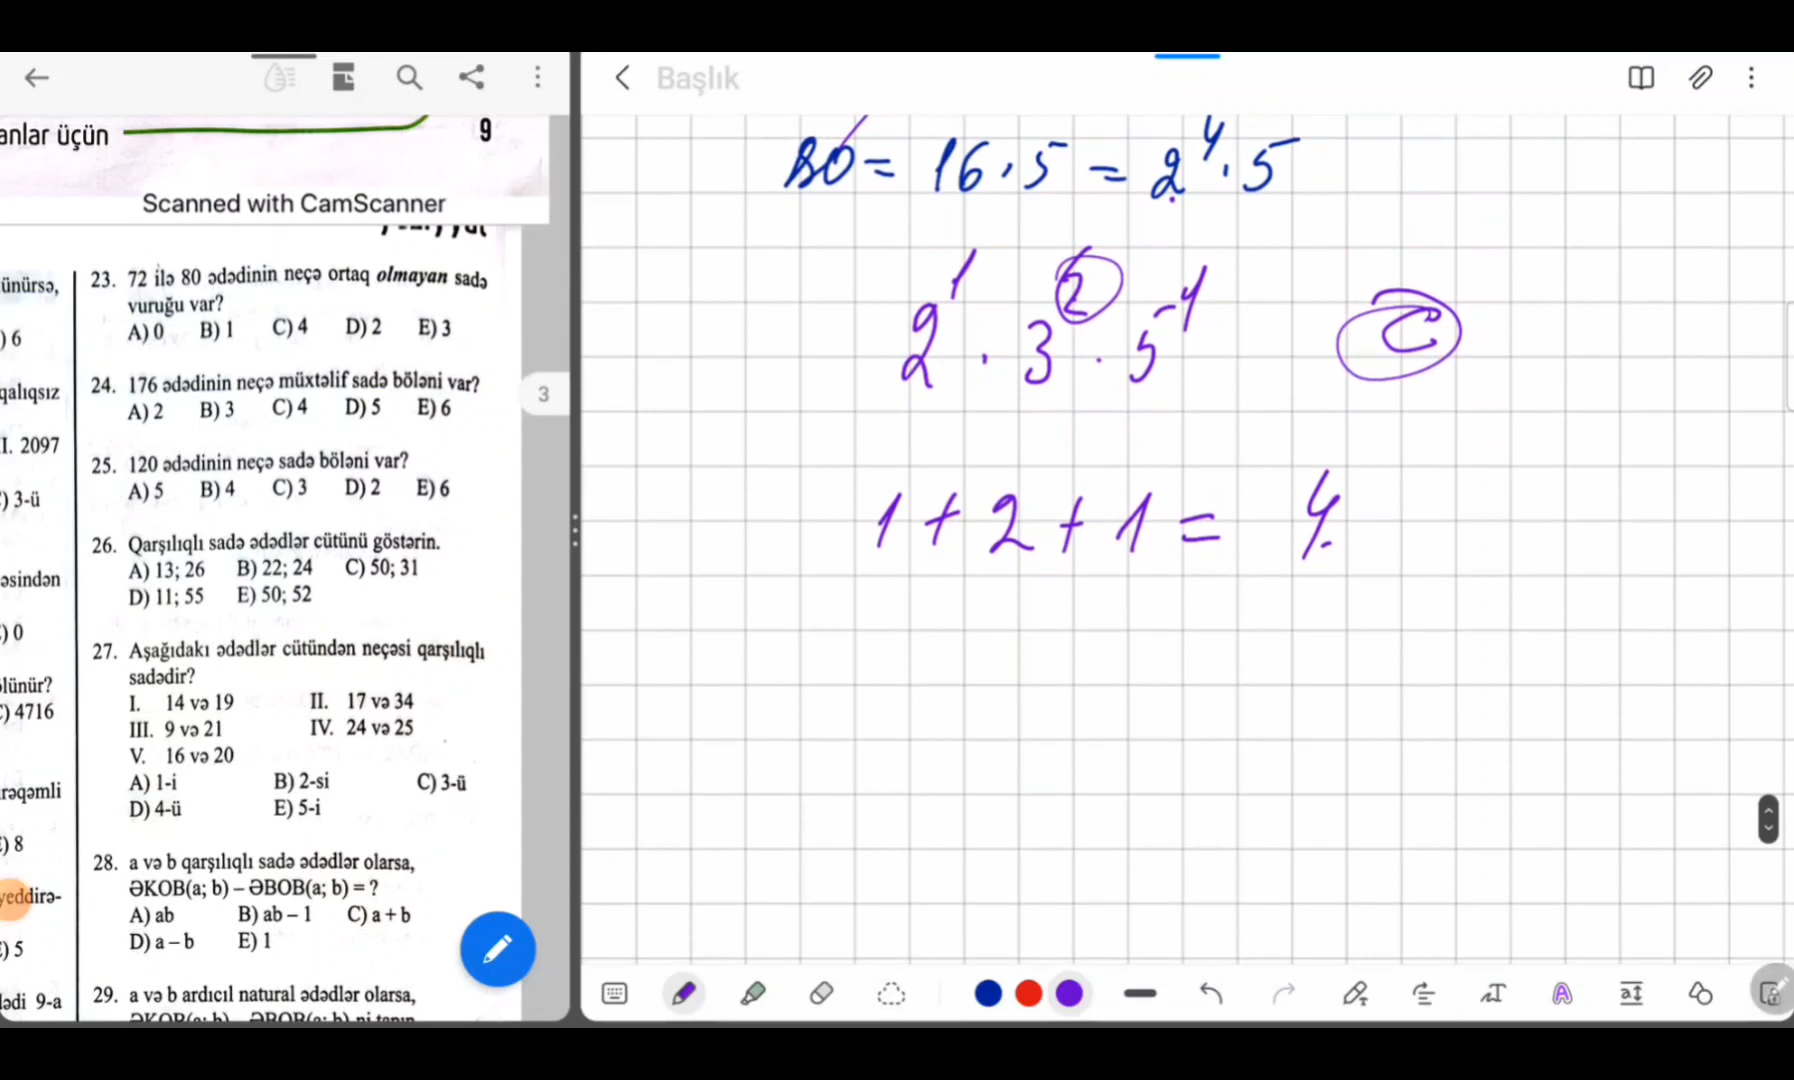 anlar üçün 9
Scanned with CamScanner
ünürsə,
) 6
qalıqsız
I. 2097
) 3-ü
əsindən
) 0
lünür?
) 4716
rəqəmli
) 8
yeddirə-
) 5
lədi 9-a
23. 72 ilə 80 ədədinin neçə ortaq olmayan sadə
vuruğu var?
A) 0 B) 1 C) 4 D) 2 E) 3
24. 176 ədədinin neçə müxtəlif sadə böləni var?
A) 2 B) 3 C) 4 D) 5 E) 6
25. 120 ədədinin neçə sadə böləni var?
A) 5 B) 4 C) 3 D) 2 E) 6
26. Qarşılıqlı sadə ədədlər cütünü göstərin.
A) 13; 26 B) 22; 24 C) 50; 31
D) 11; 55 E) 50; 52
27. Aşağıdakı ədədlər cütündən neçəsi qarşılıqlı
sadədir?
I. 14 və 19 II. 17 və 34
III. 9 və 21 IV. 24 və 25
V. 16 və 20
A) 1-i B) 2-si C) 3-ü
D) 4-ü E) 5-i
28. a və b qarşılıqlı sadə ədədlər olarsa,
ƏKOB(a; b) – ƏBOB(a; b) = ?
A) ab B) ab – 1 C) a + b
D) a – b E) 1
29. a və b ardıcıl natural ədədlər olarsa,
ƏKOB(a; b) ƏBOB(a; b) ni tapın
3
Başlık
80 = 16 · 5 = 2⁴ · 5
2¹ · 3² · 5¹
C
1 + 2 + 1 = 4.